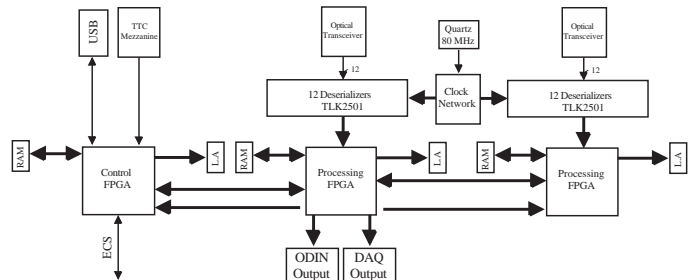 USB
TTC
Mezzanine
Optical
Transceiver
Quartz
80 MHz
Optical
Transceiver
12
12
12 Deserializers
TLK2501
Clock
Network
12 Deserializers
TLK2501
RAM
Control
FPGA
LA
RAM
Processing
FPGA
LA
RAM
Processing
FPGA
LA
ECS
ODIN
Output
DAQ
Output